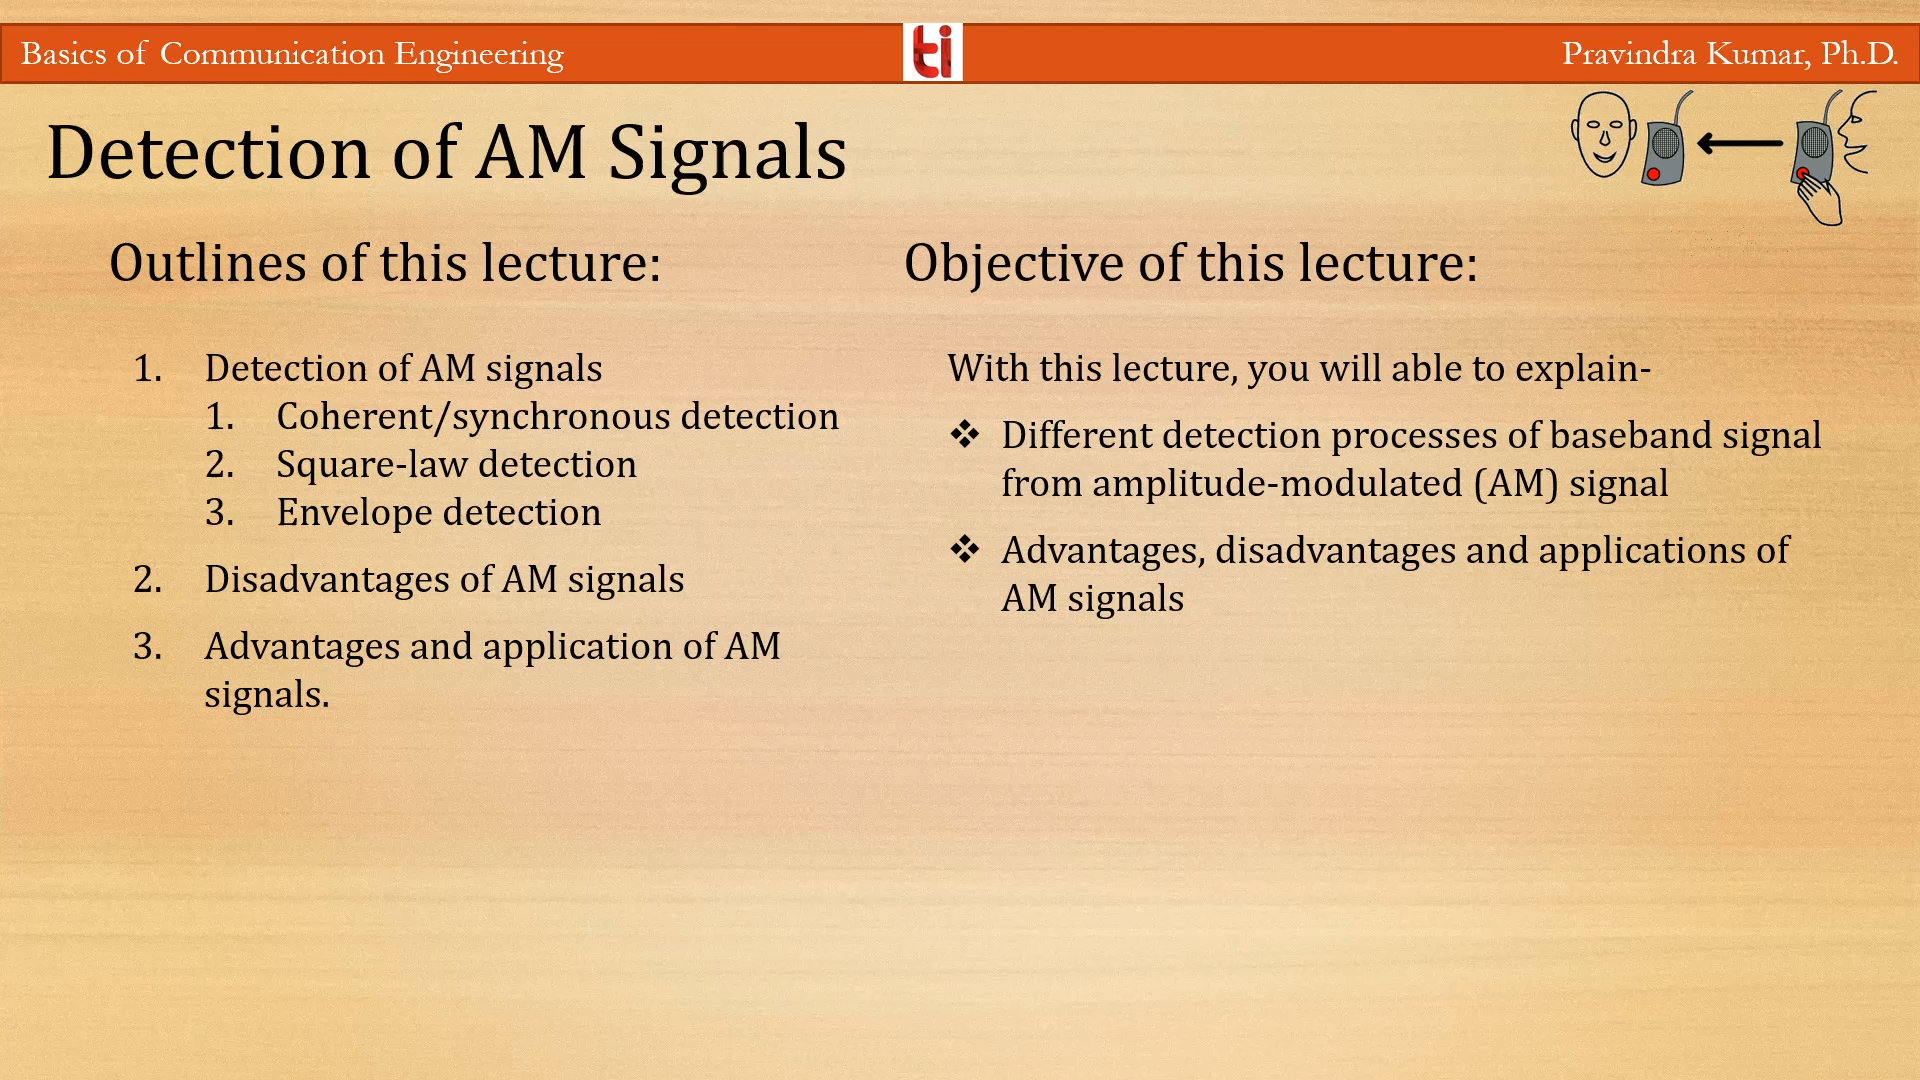 Basics of Communication Engineering
ti
Pravindra Kumar, Ph.D.
Detection of AM Signals
Outlines of this lecture:
1. Detection of AM signals
1. Coherent/synchronous detection
2. Square-law detection
3. Envelope detection
2. Disadvantages of AM signals
3. Advantages and application of AM
signals.
Objective of this lecture:
With this lecture, you will able to explain-
❖ Different detection processes of baseband signal
from amplitude-modulated (AM) signal
❖ Advantages, disadvantages and applications of
AM signals